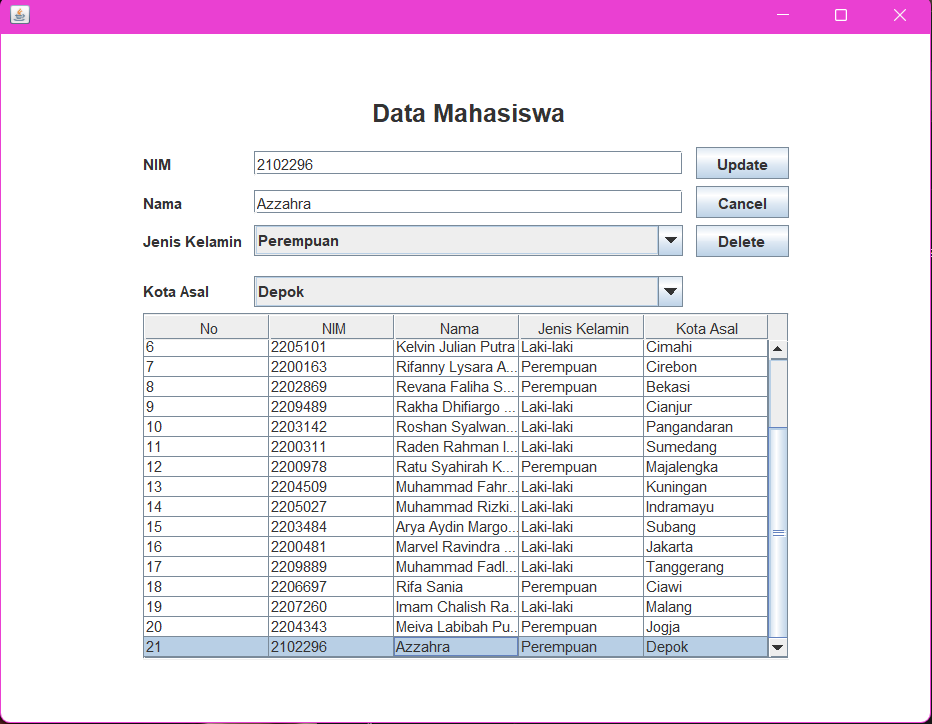 Data Mahasiswa
NIM 2102296 Update
Nama Azzahra Cancel
Jenis Kelamin Perempuan Delete
Kota Asal Depok
No NIM Nama Jenis Kelamin Kota Asal
6 2205101 Kelvin Julian Putra Laki-laki Cimahi
7 2200163 Rifanny Lysara A... Perempuan Cirebon
8 2202869 Revana Faliha S... Perempuan Bekasi
9 2209489 Rakha Dhifiargo ... Laki-laki Cianjur
10 2203142 Roshan Syalwan... Laki-laki Pangandaran
11 2200311 Raden Rahman I... Laki-laki Sumedang
12 2200978 Ratu Syahirah K... Perempuan Majalengka
13 2204509 Muhammad Fahr... Laki-laki Kuningan
14 2205027 Muhammad Rizki... Laki-laki Indramayu
15 2203484 Arya Aydin Margo... Laki-laki Subang
16 2200481 Marvel Ravindra ... Laki-laki Jakarta
17 2209889 Muhammad Fadl... Laki-laki Tanggerang
18 2206697 Rifa Sania Perempuan Ciawi
19 2207260 Imam Chalish Ra... Laki-laki Malang
20 2204343 Meiva Labibah Pu... Perempuan Jogja
21 2102296 Azzahra Perempuan Depok